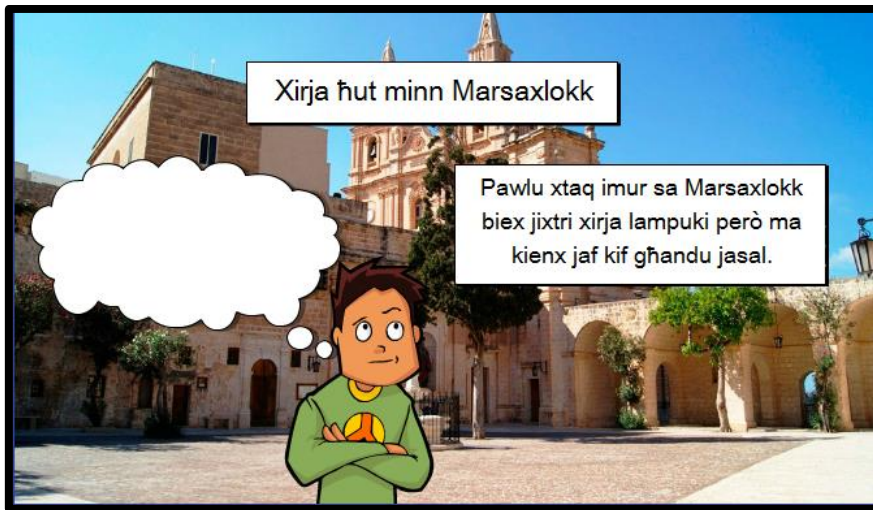 Xirja ħut minn Marsaxlokk
Pawlu xtaq imur sa Marsaxlokk
biex jixtri xirja lampuki però ma
kienx jaf kif għandu jasal.